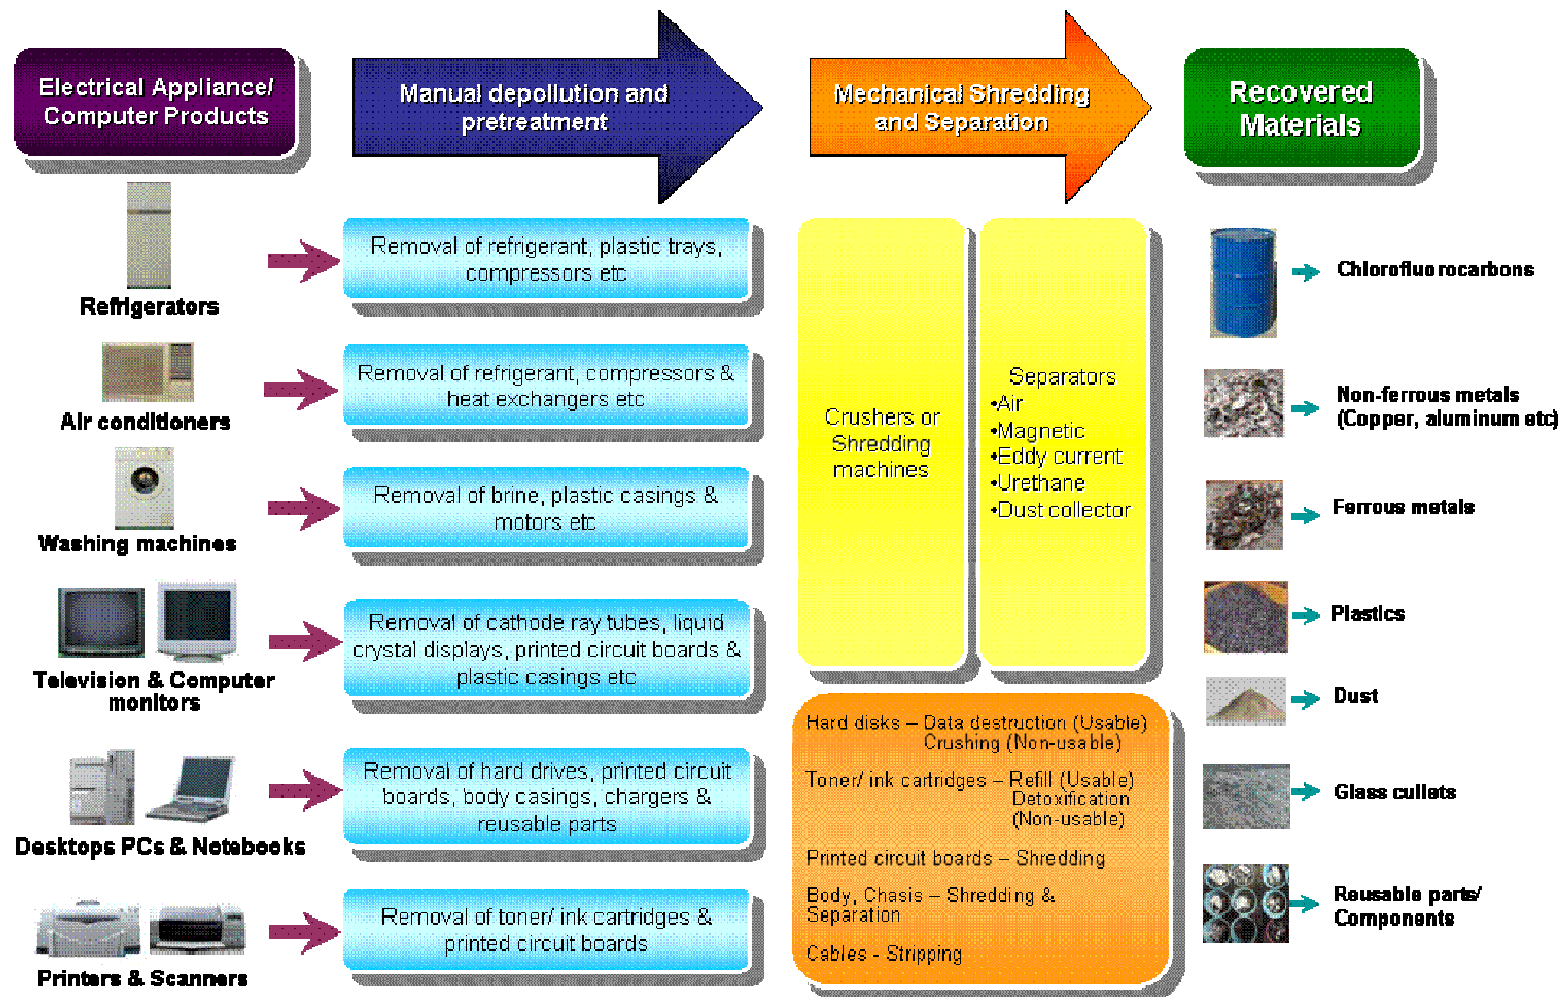 Electrical Appliance/
Computer Products
Manual depollution and
pretreatment
Mechanical Shredding
and Separation
Recovered
Materials
Refrigerators
Removal of refrigerant, plastic trays,
compressors etc
Air conditioners
Removal of refrigerant, compressors &
heat exchangers etc
Washing machines
Removal of brine, plastic casings &
motors etc
Television & Computer
monitors
Removal of cathode ray tubes, liquid
crystal displays, printed circuit boards &
plastic casings etc
Desktops PCs & Notebooks
Removal of hard drives, printed circuit
boards, body casings, chargers &
reusable parts
Printers & Scanners
Removal of toner/ ink cartridges &
printed circuit boards
Crushers or
Shredding
machines
Separators
•Air
•Magnetic
•Eddy current
•Urethane
•Dust collector
Hard disks – Data destruction (Usable)
Crushing (Non-usable)
Toner/ ink cartridges – Refill (Usable)
Detoxification
(Non-usable)
Printed circuit boards – Shredding
Body, Chasis – Shredding &
Separation
Cables - Stripping
Chlorofluorocarbons
Non-ferrous metals
(Copper, aluminum etc)
Ferrous metals
Plastics
Dust
Glass cullets
Reusable parts/
Components